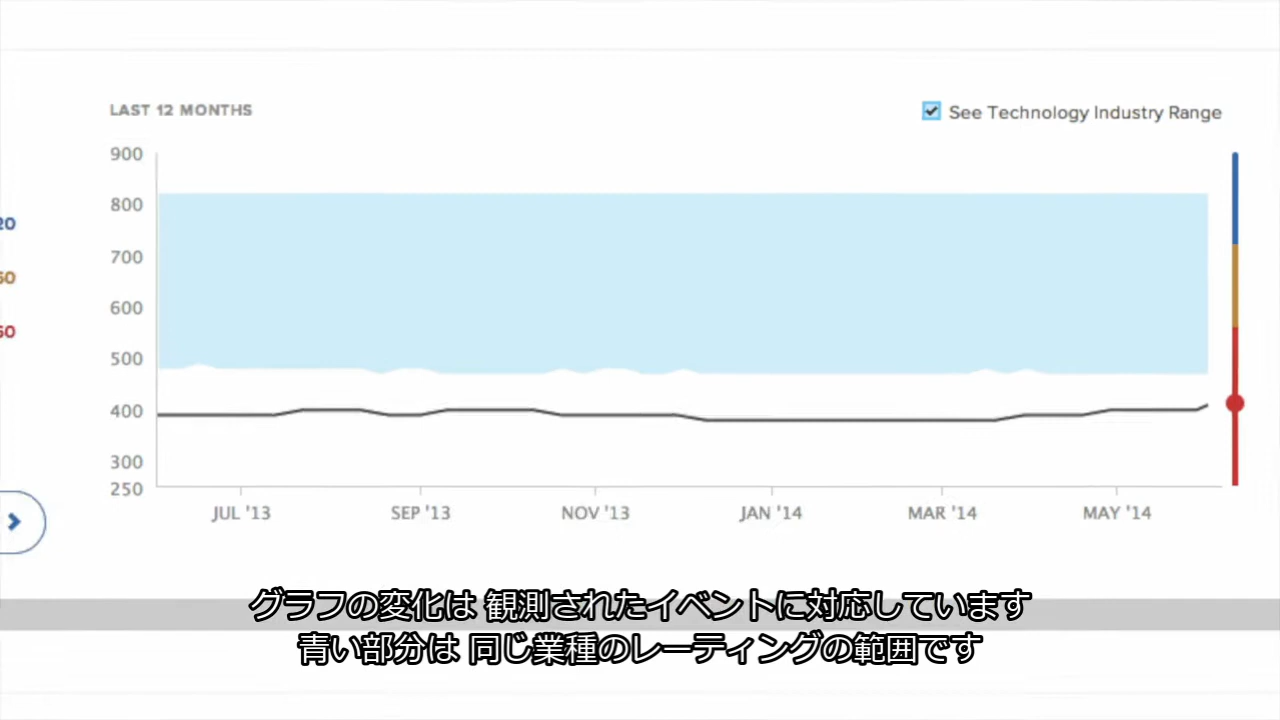 LAST 12 MONTHS
See Technology Industry Range
900
800
700
600
500
400
300
250
20
50
50
JUL '13
SEP '13
NOV '13
JAN '14
MAR '14
MAY '14
グラフの変化は 観測されたイベントに対応しています
青い部分は 同じ業種のレーティングの範囲です